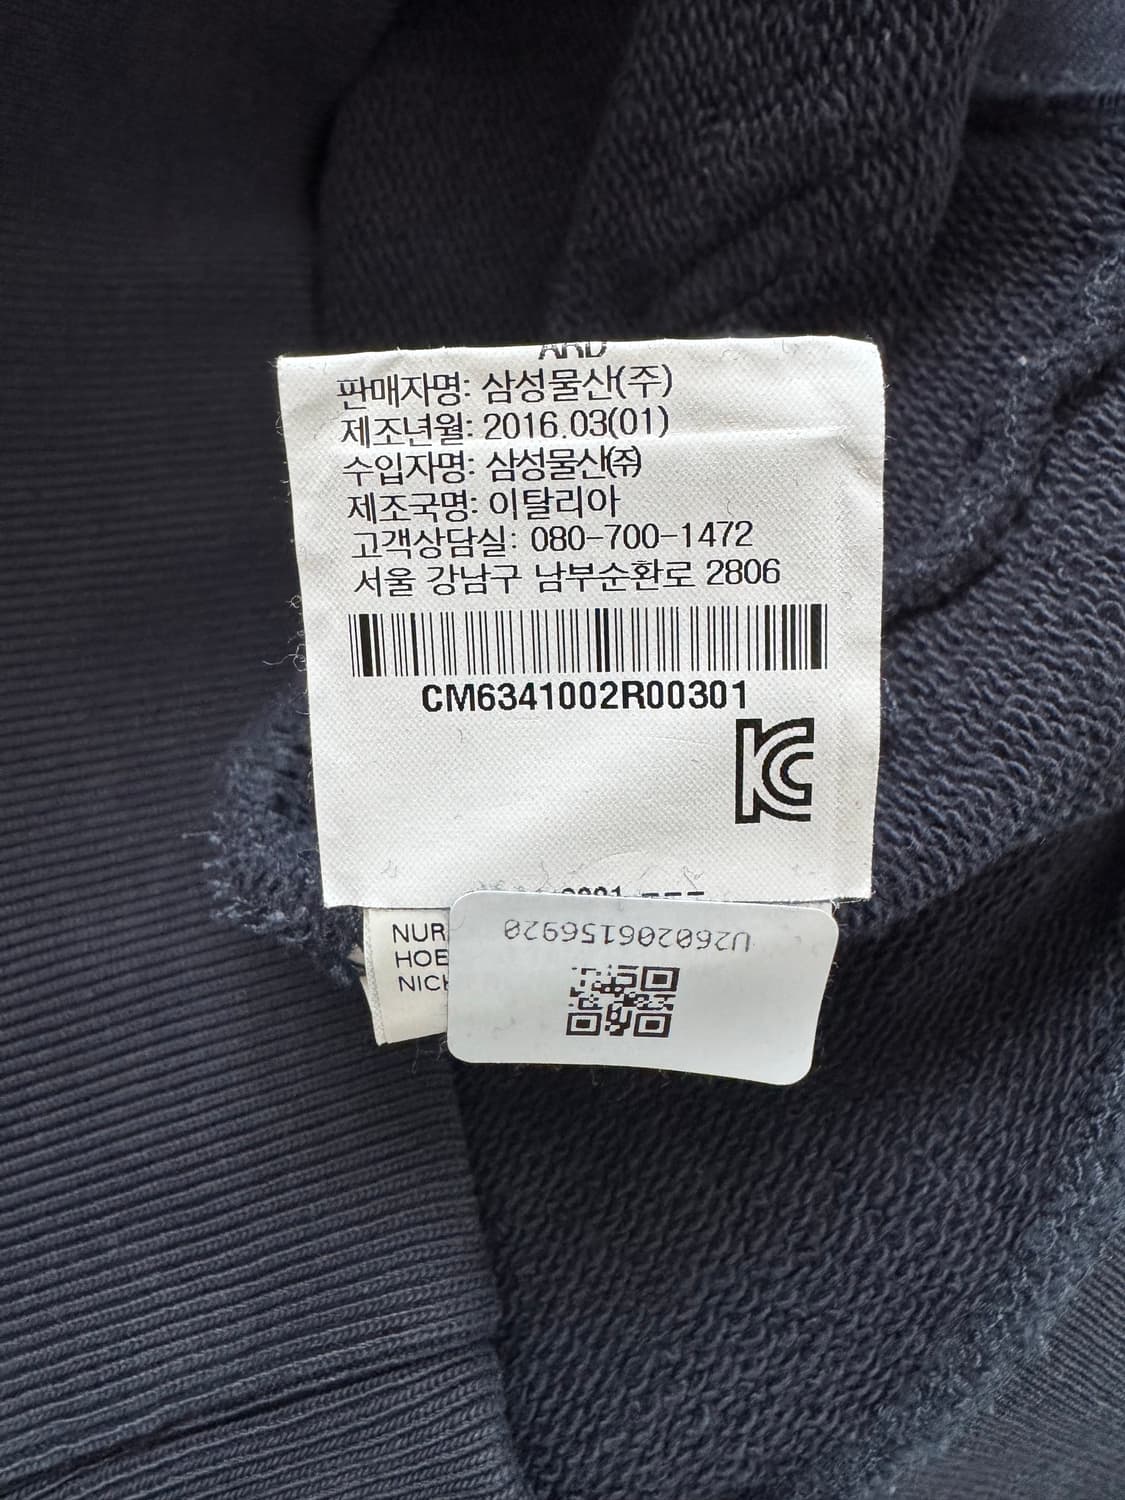 ARD
판매자명: 삼성물산(주)
제조년월: 2016.03(01)
수입자명: 삼성물산㈜
제조국명: 이탈리아
고객상담실: 080-700-1472
서울 강남구 남부순환로 2806
CM6341002R00301
KC
NUR
HOE
NICH
U260206156920